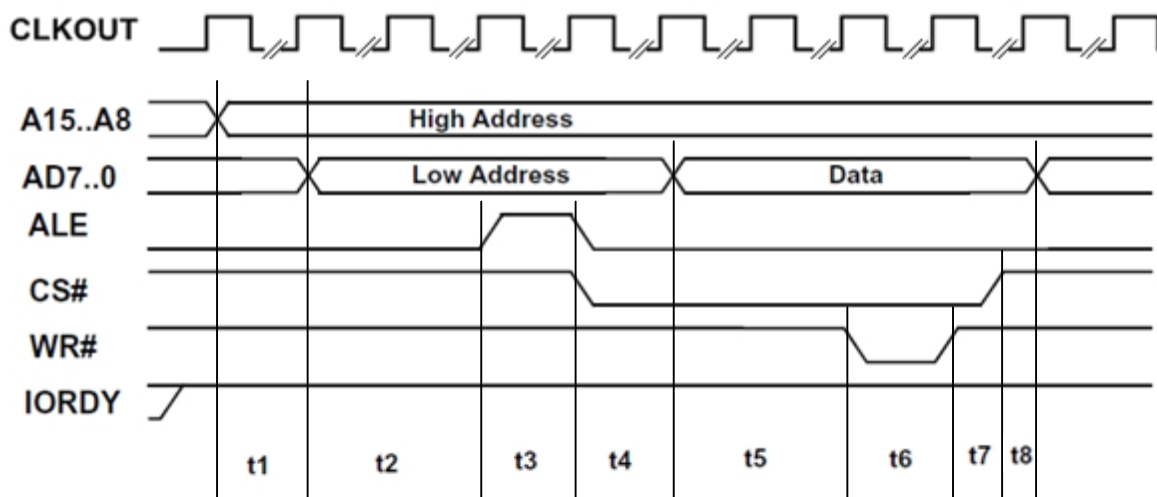 CLKOUT
A15..A8 High Address
AD7..0 Low Address Data
ALE
CS#
WR#
IORDY
t1 t2 t3 t4 t5 t6 t7 t8